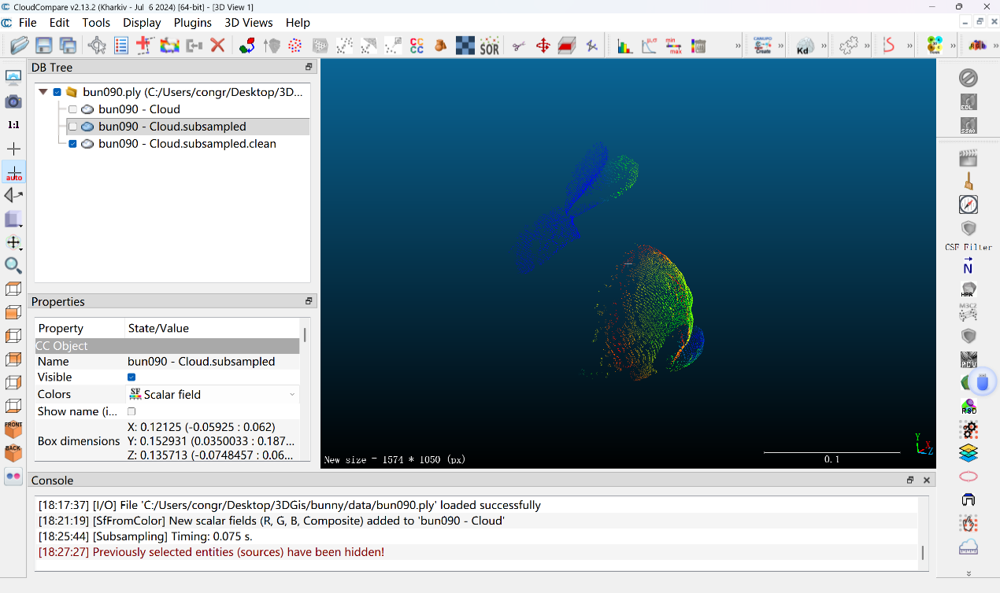 CloudCompare v2.13.2 (Kharkiv - Jul 6 2024) [64-bit] - [3D View 1]
File Edit Tools Display Plugins 3D Views Help
CC
CC
SOR
μ,σ
min
max
CANUPO
Create
Kd
TRAIN
DB Tree
bun090.ply (C:/Users/congr/Desktop/3D...
bun090 - Cloud
bun090 - Cloud.subsampled
bun090 - Cloud.subsampled.clean
1:1
auto
FRONT
BACK
Properties
Property State/Value
CC Object
Name bun090 - Cloud.subsampled
Visible
Colors SF Scalar field
Show name (i...
Box dimensions X: 0.12125 (-0.05925 : 0.062)
Y: 0.152931 (0.0350033 : 0.187...
Z: 0.135713 (-0.0748457 : 0.06...
New size = 1574 * 1050 (px)
0.1
Y
X
Z
EDL
SSAO
CSF Filter
N
HPR
M3C2
PCV
RSD
Console
[18:17:37] [I/O] File 'C:/Users/congr/Desktop/3DGis/bunny/data/bun090.ply' loaded successfully
[18:21:19] [SfFromColor] New scalar fields (R, G, B, Composite) added to 'bun090 - Cloud'
[18:25:44] [Subsampling] Timing: 0.075 s.
[18:27:27] Previously selected entities (sources) have been hidden!